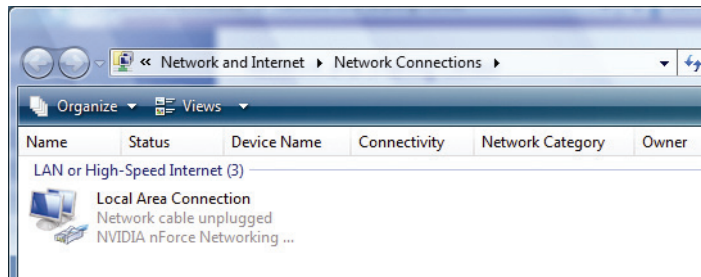 « Network and Internet ▸ Network Connections ▸
Organize Views
Name Status Device Name Connectivity Network Category Owner
LAN or High-Speed Internet (3)
Local Area Connection
Network cable unplugged
NVIDIA nForce Networking ...